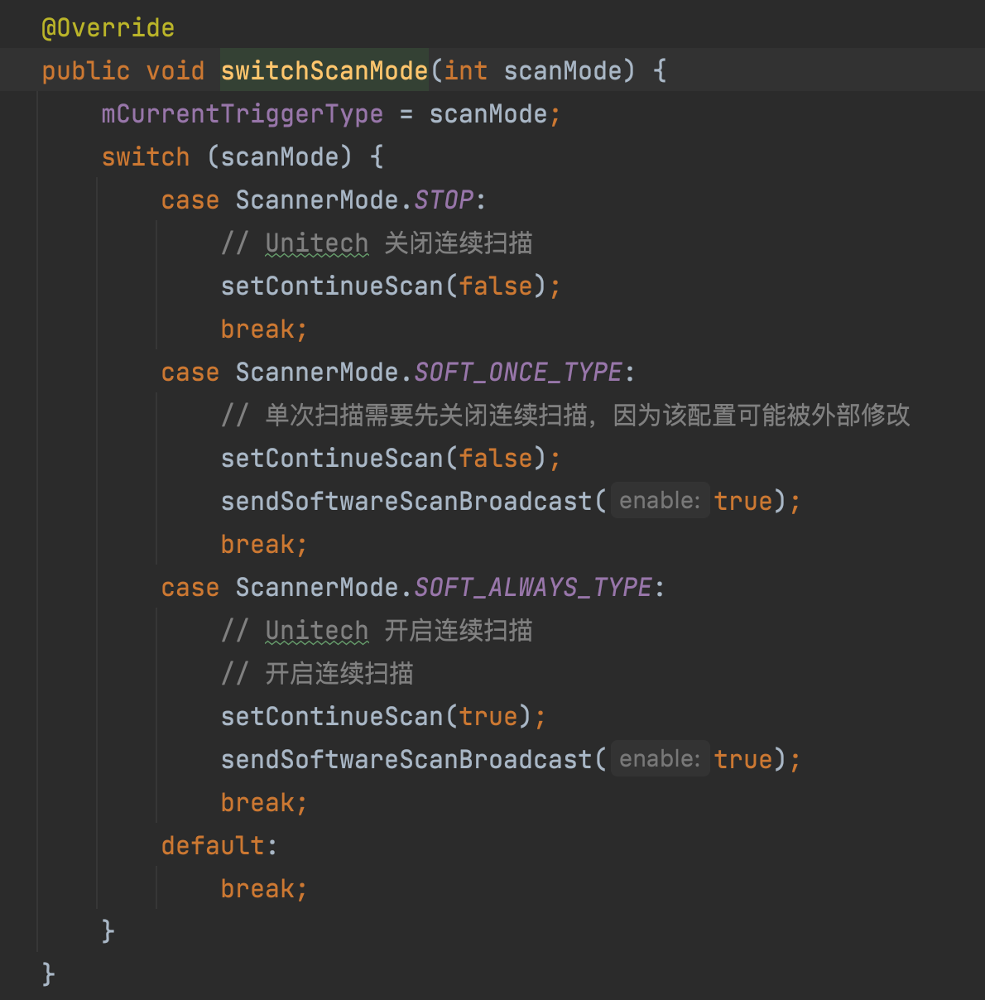 @Override
public void switchScanMode(int scanMode) {
mCurrentTriggerType = scanMode;
switch (scanMode) {
case ScannerMode.STOP:
// Unitech 关闭连续扫描
setContinueScan(false);
break;
case ScannerMode.SOFT_ONCE_TYPE:
// 单次扫描需要先关闭连续扫描，因为该配置可能被外部修改
setContinueScan(false);
sendSoftwareScanBroadcast( enable: true);
break;
case ScannerMode.SOFT_ALWAYS_TYPE:
// Unitech 开启连续扫描
// 开启连续扫描
setContinueScan(true);
sendSoftwareScanBroadcast( enable: true);
break;
default:
break;
}
}